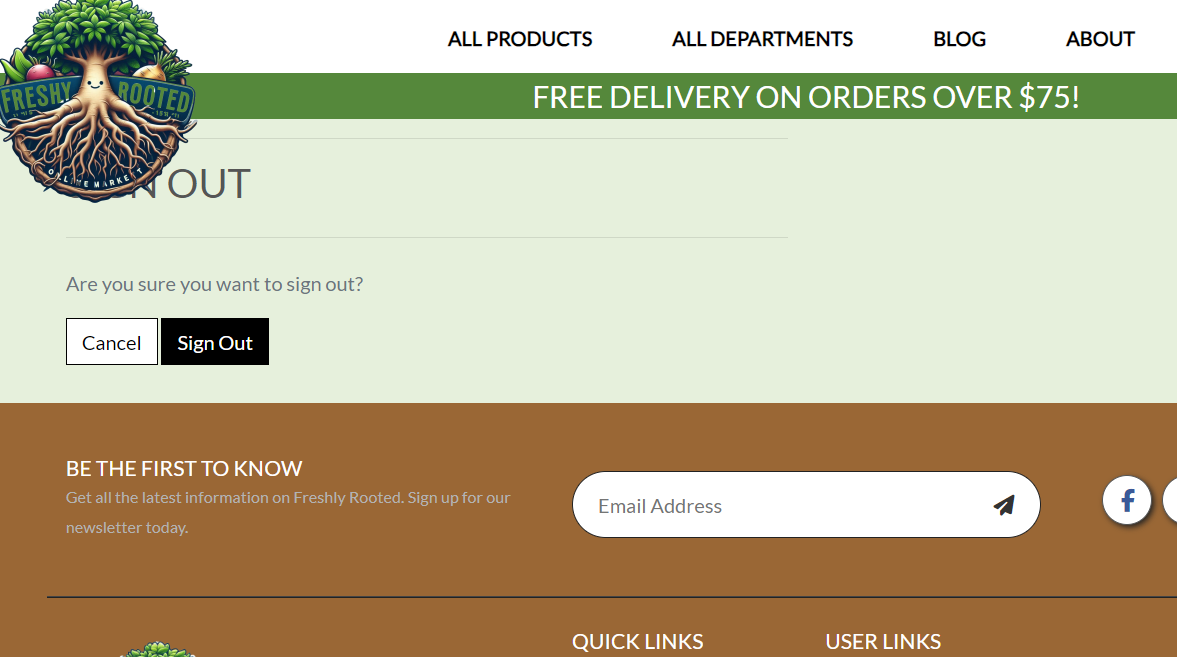 ALL PRODUCTS
ALL DEPARTMENTS
BLOG
ABOUT
FRESHY ROOTED
ONLINE MARKET
FREE DELIVERY ON ORDERS OVER $75!
OUT
Are you sure you want to sign out?
Cancel
Sign Out
BE THE FIRST TO KNOW
Get all the latest information on Freshly Rooted. Sign up for our
newsletter today.
Email Address
QUICK LINKS
USER LINKS